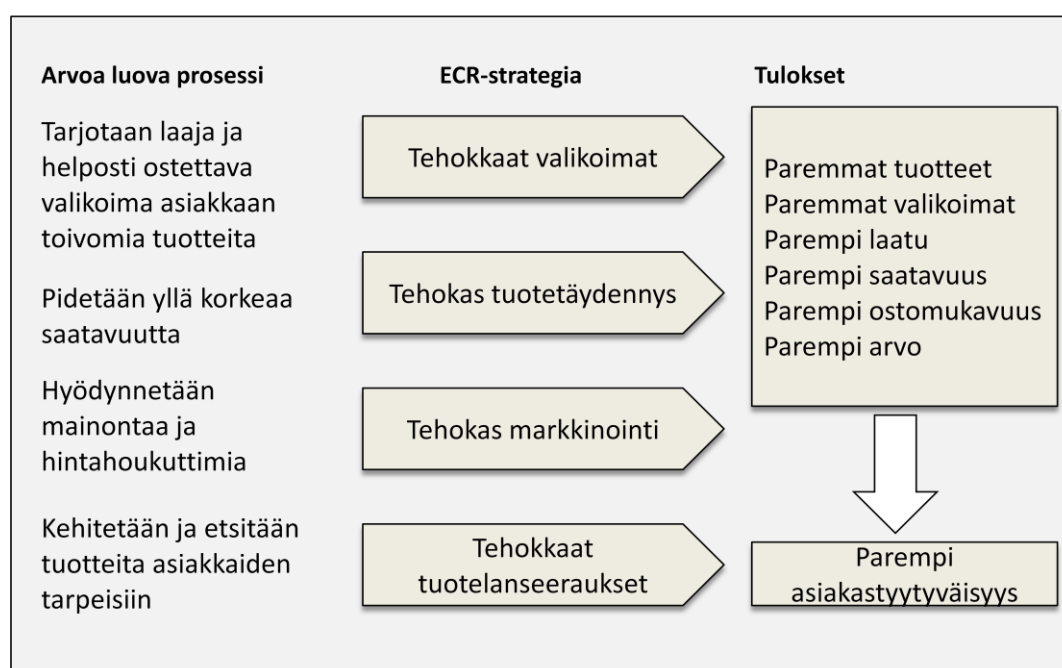 Arvoa luova prosessi
ECR-strategia
Tulokset
Tarjotaan laaja ja
helposti ostettava
valikoima asiakkaan
toivomia tuotteita
Tehokkaat valikoimat
Pidetään yllä korkeaa
saatavuutta
Tehokas tuotetäydennys
Hyödynnetään
mainontaa ja
hintahoukuttimia
Tehokas markkinointi
Kehitetään ja etsitään
tuotteita asiakkaiden
tarpeisiin
Tehokkaat
tuotelanseeraukset
Paremmat tuotteet
Paremmat valikoimat
Parempi laatu
Parempi saatavuus
Parempi ostomukavuus
Parempi arvo
Parempi
asiakastyytyväisyys